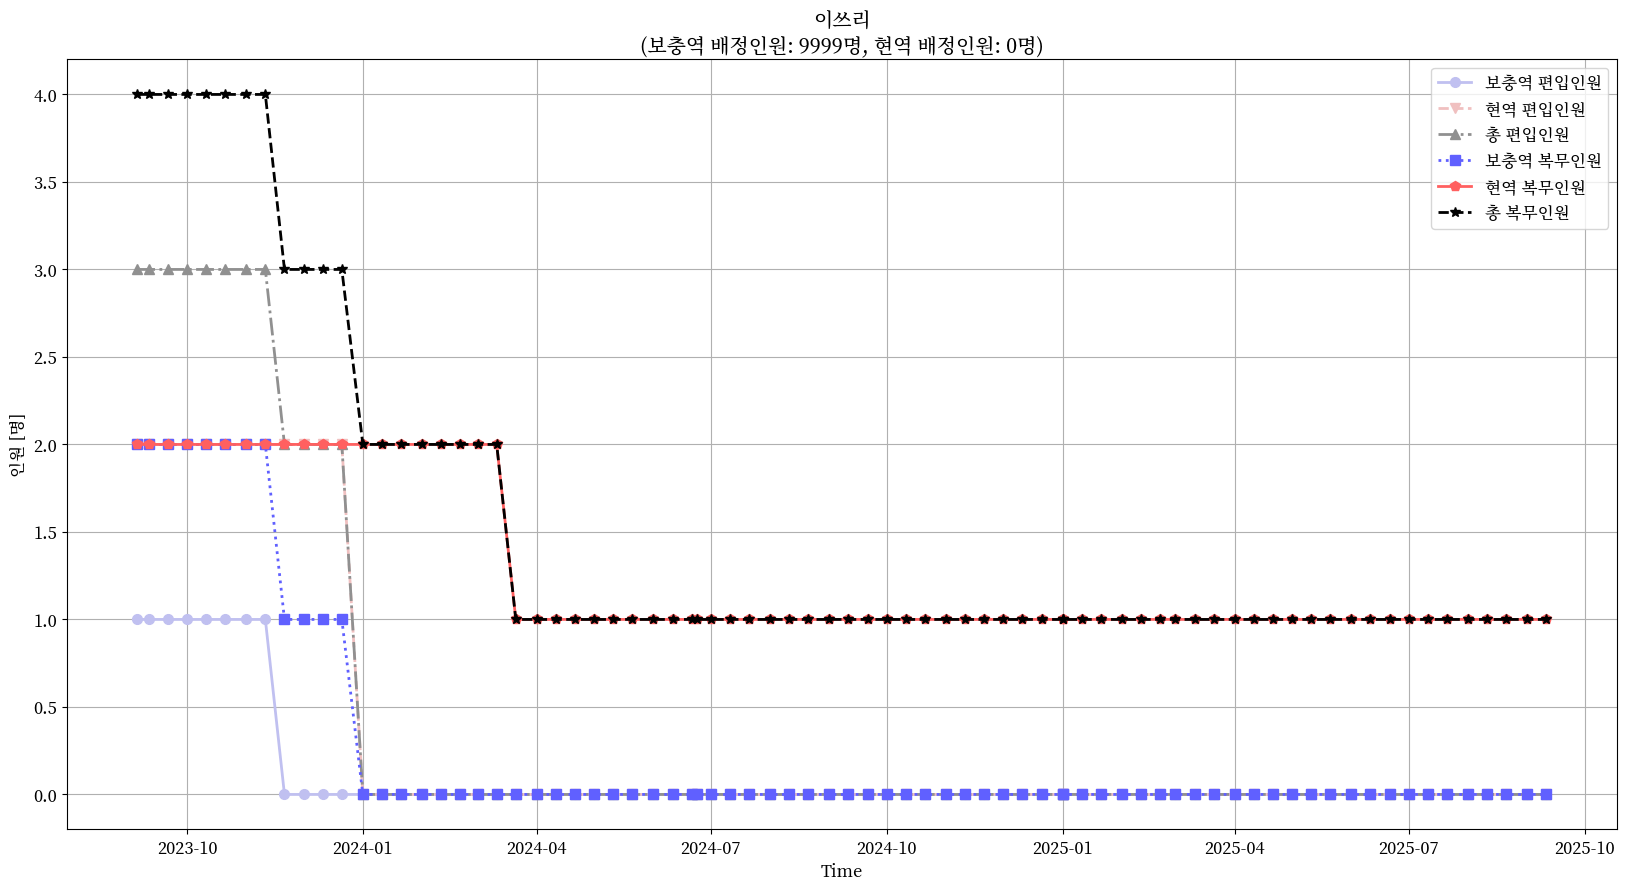 이쓰리
(보충역 배정인원: 9999명, 현역 배정인원: 0명)
보충역 편입인원
현역 편입인원
총 편입인원
보충역 복무인원
현역 복무인원
총 복무인원
인원 [명]
4.0
3.5
3.0
2.5
2.0
1.5
1.0
0.5
0.0
2023-10 2024-01 2024-04 2024-07 2024-10 2025-01 2025-04 2025-07 2025-10
Time